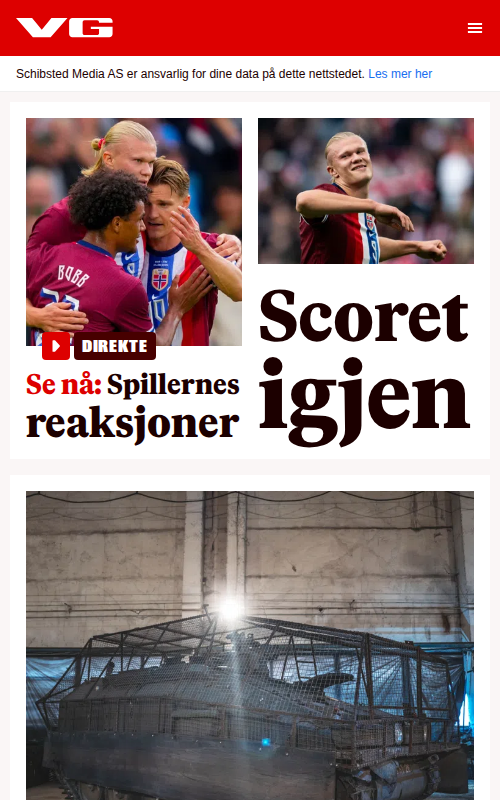 VG
Schibsted Media AS er ansvarlig for dine data på dette nettstedet. Les mer her
BOBB
DIREKTE
Se nå: Spillernes
reaksjoner
Scoret
igjen